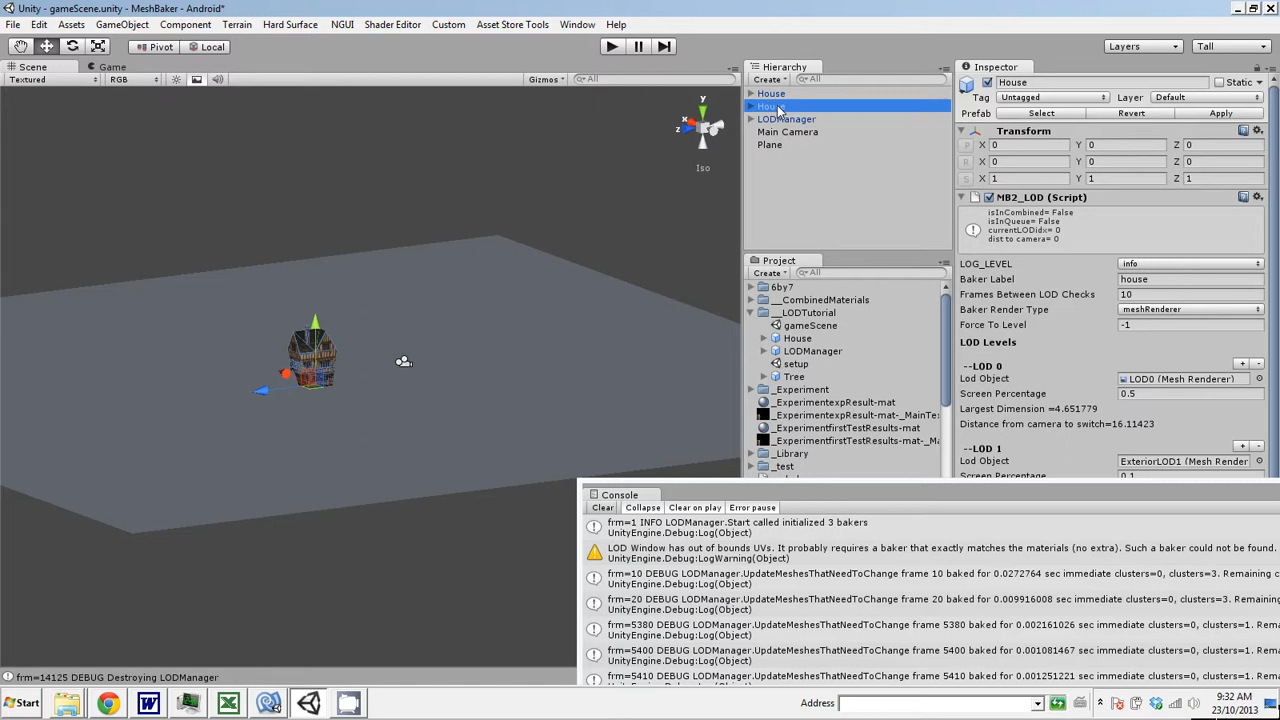 Unity - gameScene.unity - MeshBaker - Android*
File Edit Assets GameObject Component Terrain Hard Surface NGUI Shader Editor Custom Asset Store Tools Window Help
Pivot Local Layers Tall
Scene Game
Textured RGB Gizmos All
y
x
z
Iso
Hierarchy
Create All
House
House
LODManager
Main Camera
Plane
Project
Create All
6by7
__CombinedMaterials
__LODTutorial
gameScene
House
LODManager
setup
Tree
_Experiment
_ExperimentexpResult-mat
_ExperimentexpResult-mat-_MainTe
_ExperimentfirstTestResults-mat
_ExperimentfirstTestResults-mat-_Ma
_Library
_test
Inspector
House Static
Tag Untagged Layer Default
Prefab Select Revert Apply
Transform
P X 0 Y 0 Z 0
R X 0 Y 0 Z 0
S X 1 Y 1 Z 1
MB2_LOD (Script)
isInCombined= False
isInQueue= False
currentLODidx= 0
dist to camera= 0
LOG_LEVEL info
Baker Label house
Frames Between LOD Checks 10
Baker Render Type meshRenderer
Force To Level -1
LOD Levels
--LOD 0 + -
Lod Object LOD0 (Mesh Renderer)
Screen Percentage 0.5
Largest Dimension =4.651779
Distance from camera to switch=16.11423
--LOD 1 + -
Lod Object ExteriorLOD1 (Mesh Render
Screen Percentage 0.1
Console
Clear Collapse Clear on play Error pause
frm=1 INFO LODManager.Start called initialized 3 bakers
UnityEngine.Debug:Log(Object)
LOD Window has out of bounds UVs. It probably requires a baker that exactly matches the materials (no extra). Such a baker could not be found.
UnityEngine.Debug:LogWarning(Object)
frm=10 DEBUG LODManager.UpdateMeshesThatNeedToChange frame 10 baked for 0.0272764 sec immediate clusters=0, clusters=3. Remaining c
UnityEngine.Debug:Log(Object)
frm=20 DEBUG LODManager.UpdateMeshesThatNeedToChange frame 20 baked for 0.009916008 sec immediate clusters=0, clusters=3. Remaining
UnityEngine.Debug:Log(Object)
frm=5380 DEBUG LODManager.UpdateMeshesThatNeedToChange frame 5380 baked for 0.002161026 sec immediate clusters=0, clusters=1. Rema
UnityEngine.Debug:Log(Object)
frm=5400 DEBUG LODManager.UpdateMeshesThatNeedToChange frame 5400 baked for 0.001081467 sec immediate clusters=0, clusters=1. Rema
UnityEngine.Debug:Log(Object)
frm=5410 DEBUG LODManager.UpdateMeshesThatNeedToChange frame 5410 baked for 0.001251221 sec immediate clusters=0, clusters=1. Rema
frm=14125 DEBUG Destroying LODManager
Start Address 9:32 AM
23/10/2013